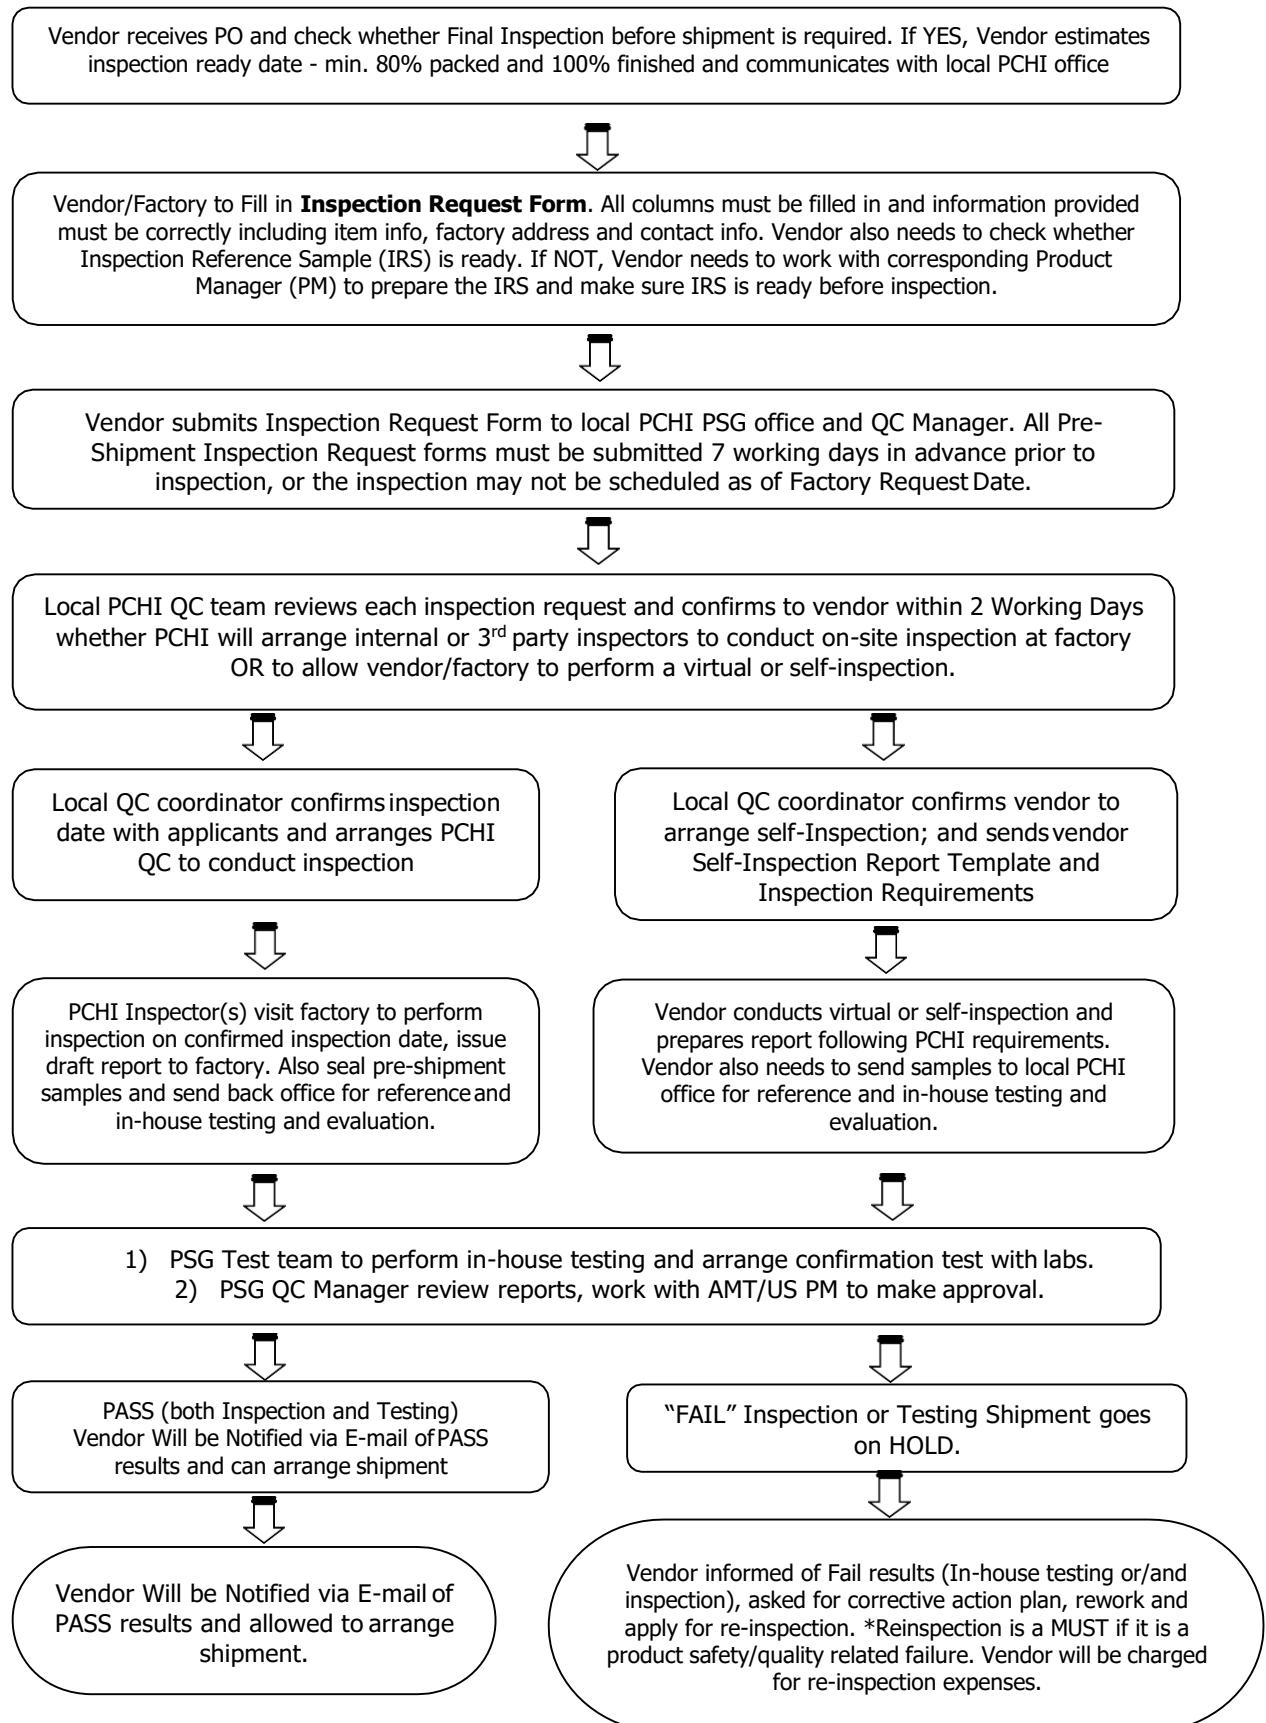 Vendor receives PO and check whether Final Inspection before shipment is required. If YES, Vendor estimates
inspection ready date - min. 80% packed and 100% finished and communicates with local PCHI office
Vendor/Factory to Fill in Inspection Request Form. All columns must be filled in and information provided
must be correctly including item info, factory address and contact info. Vendor also needs to check whether
Inspection Reference Sample (IRS) is ready. If NOT, Vendor needs to work with corresponding Product
Manager (PM) to prepare the IRS and make sure IRS is ready before inspection.
Vendor submits Inspection Request Form to local PCHI PSG office and QC Manager. All Pre-
Shipment Inspection Request forms must be submitted 7 working days in advance prior to
inspection, or the inspection may not be scheduled as of Factory Request Date.
Local PCHI QC team reviews each inspection request and confirms to vendor within 2 Working Days
whether PCHI will arrange internal or 3rd party inspectors to conduct on-site inspection at factory
OR to allow vendor/factory to perform a virtual or self-inspection.
Local QC coordinator confirms inspection
date with applicants and arranges PCHI
QC to conduct inspection
Local QC coordinator confirms vendor to
arrange self-Inspection; and sends vendor
Self-Inspection Report Template and
Inspection Requirements
PCHI Inspector(s) visit factory to perform
inspection on confirmed inspection date, issue
draft report to factory. Also seal pre-shipment
samples and send back office for reference and
in-house testing and evaluation.
Vendor conducts virtual or self-inspection and
prepares report following PCHI requirements.
Vendor also needs to send samples to local PCHI
office for reference and in-house testing and
evaluation.
1) PSG Test team to perform in-house testing and arrange confirmation test with labs.
2) PSG QC Manager review reports, work with AMT/US PM to make approval.
PASS (both Inspection and Testing)
Vendor Will be Notified via E-mail of PASS
results and can arrange shipment
“FAIL” Inspection or Testing Shipment goes
on HOLD.
Vendor Will be Notified via E-mail of
PASS results and allowed to arrange
shipment.
Vendor informed of Fail results (In-house testing or/and
inspection), asked for corrective action plan, rework and
apply for re-inspection. *Reinspection is a MUST if it is a
product safety/quality related failure. Vendor will be charged
for re-inspection expenses.